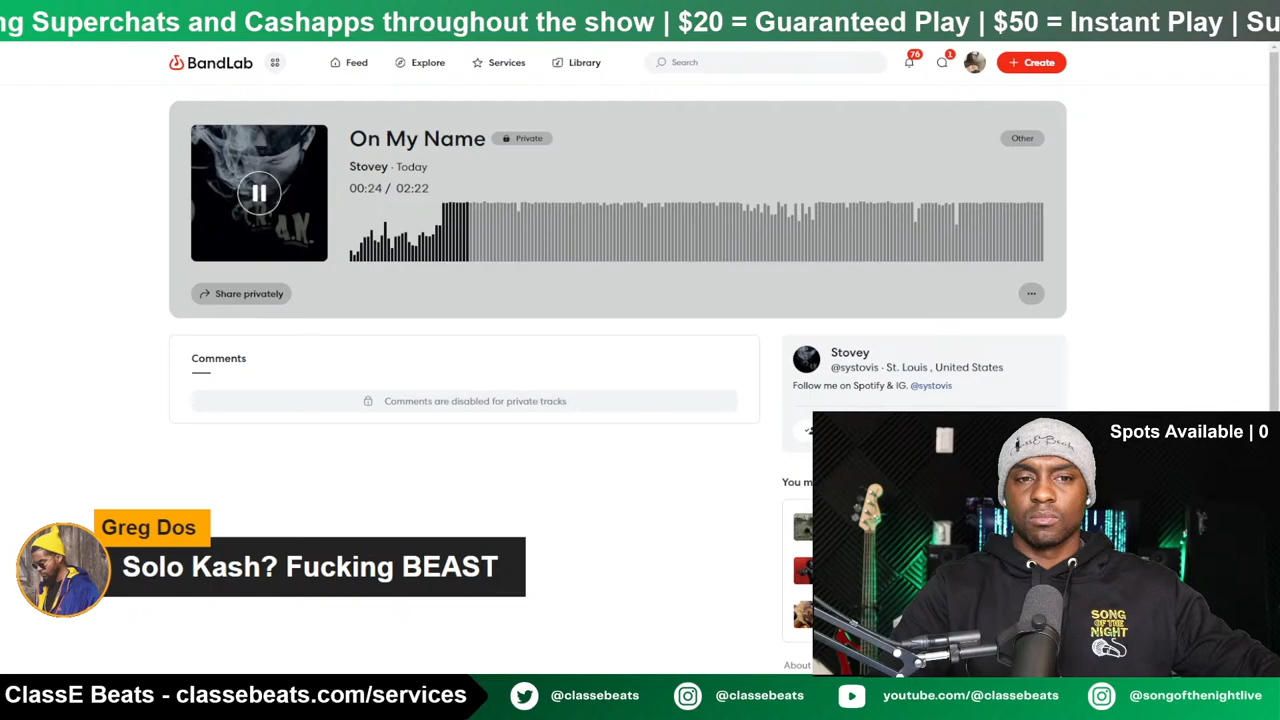 ng Superchats and Cashapps throughout the show | $20 = Guaranteed Play | $50 = Instant Play | Su
BandLab
Feed
Explore
Services
Library
Search
76
1
+ Create
On My Name
Private
Other
Stovey · Today
00:24 / 02:22
Share privately
Comments
Comments are disabled for private tracks
Stovey
@systovis · St. Louis , United States
Follow me on Spotify & IG. @systovis
You m
About
Spots Available | 0
ClassE Beats
SONG
OF THE
NIGHT
Greg Dos
Solo Kash? Fucking BEAST
ClassE Beats - classebeats.com/services
@classebeats
@classebeats
youtube.com/@classebeats
@songofthenightlive